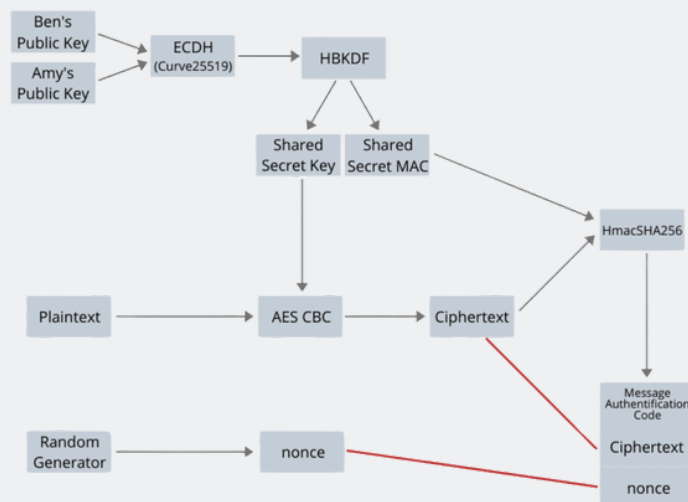 Ben's
Public Key
Amy's
Public Key
ECDH
(Curve25519)
HBKDF
Shared
Secret Key
Shared
Secret MAC
HmacSHA256
Plaintext
AES CBC
Ciphertext
Message
Authentification
Code
Ciphertext
nonce
Random
Generator
nonce